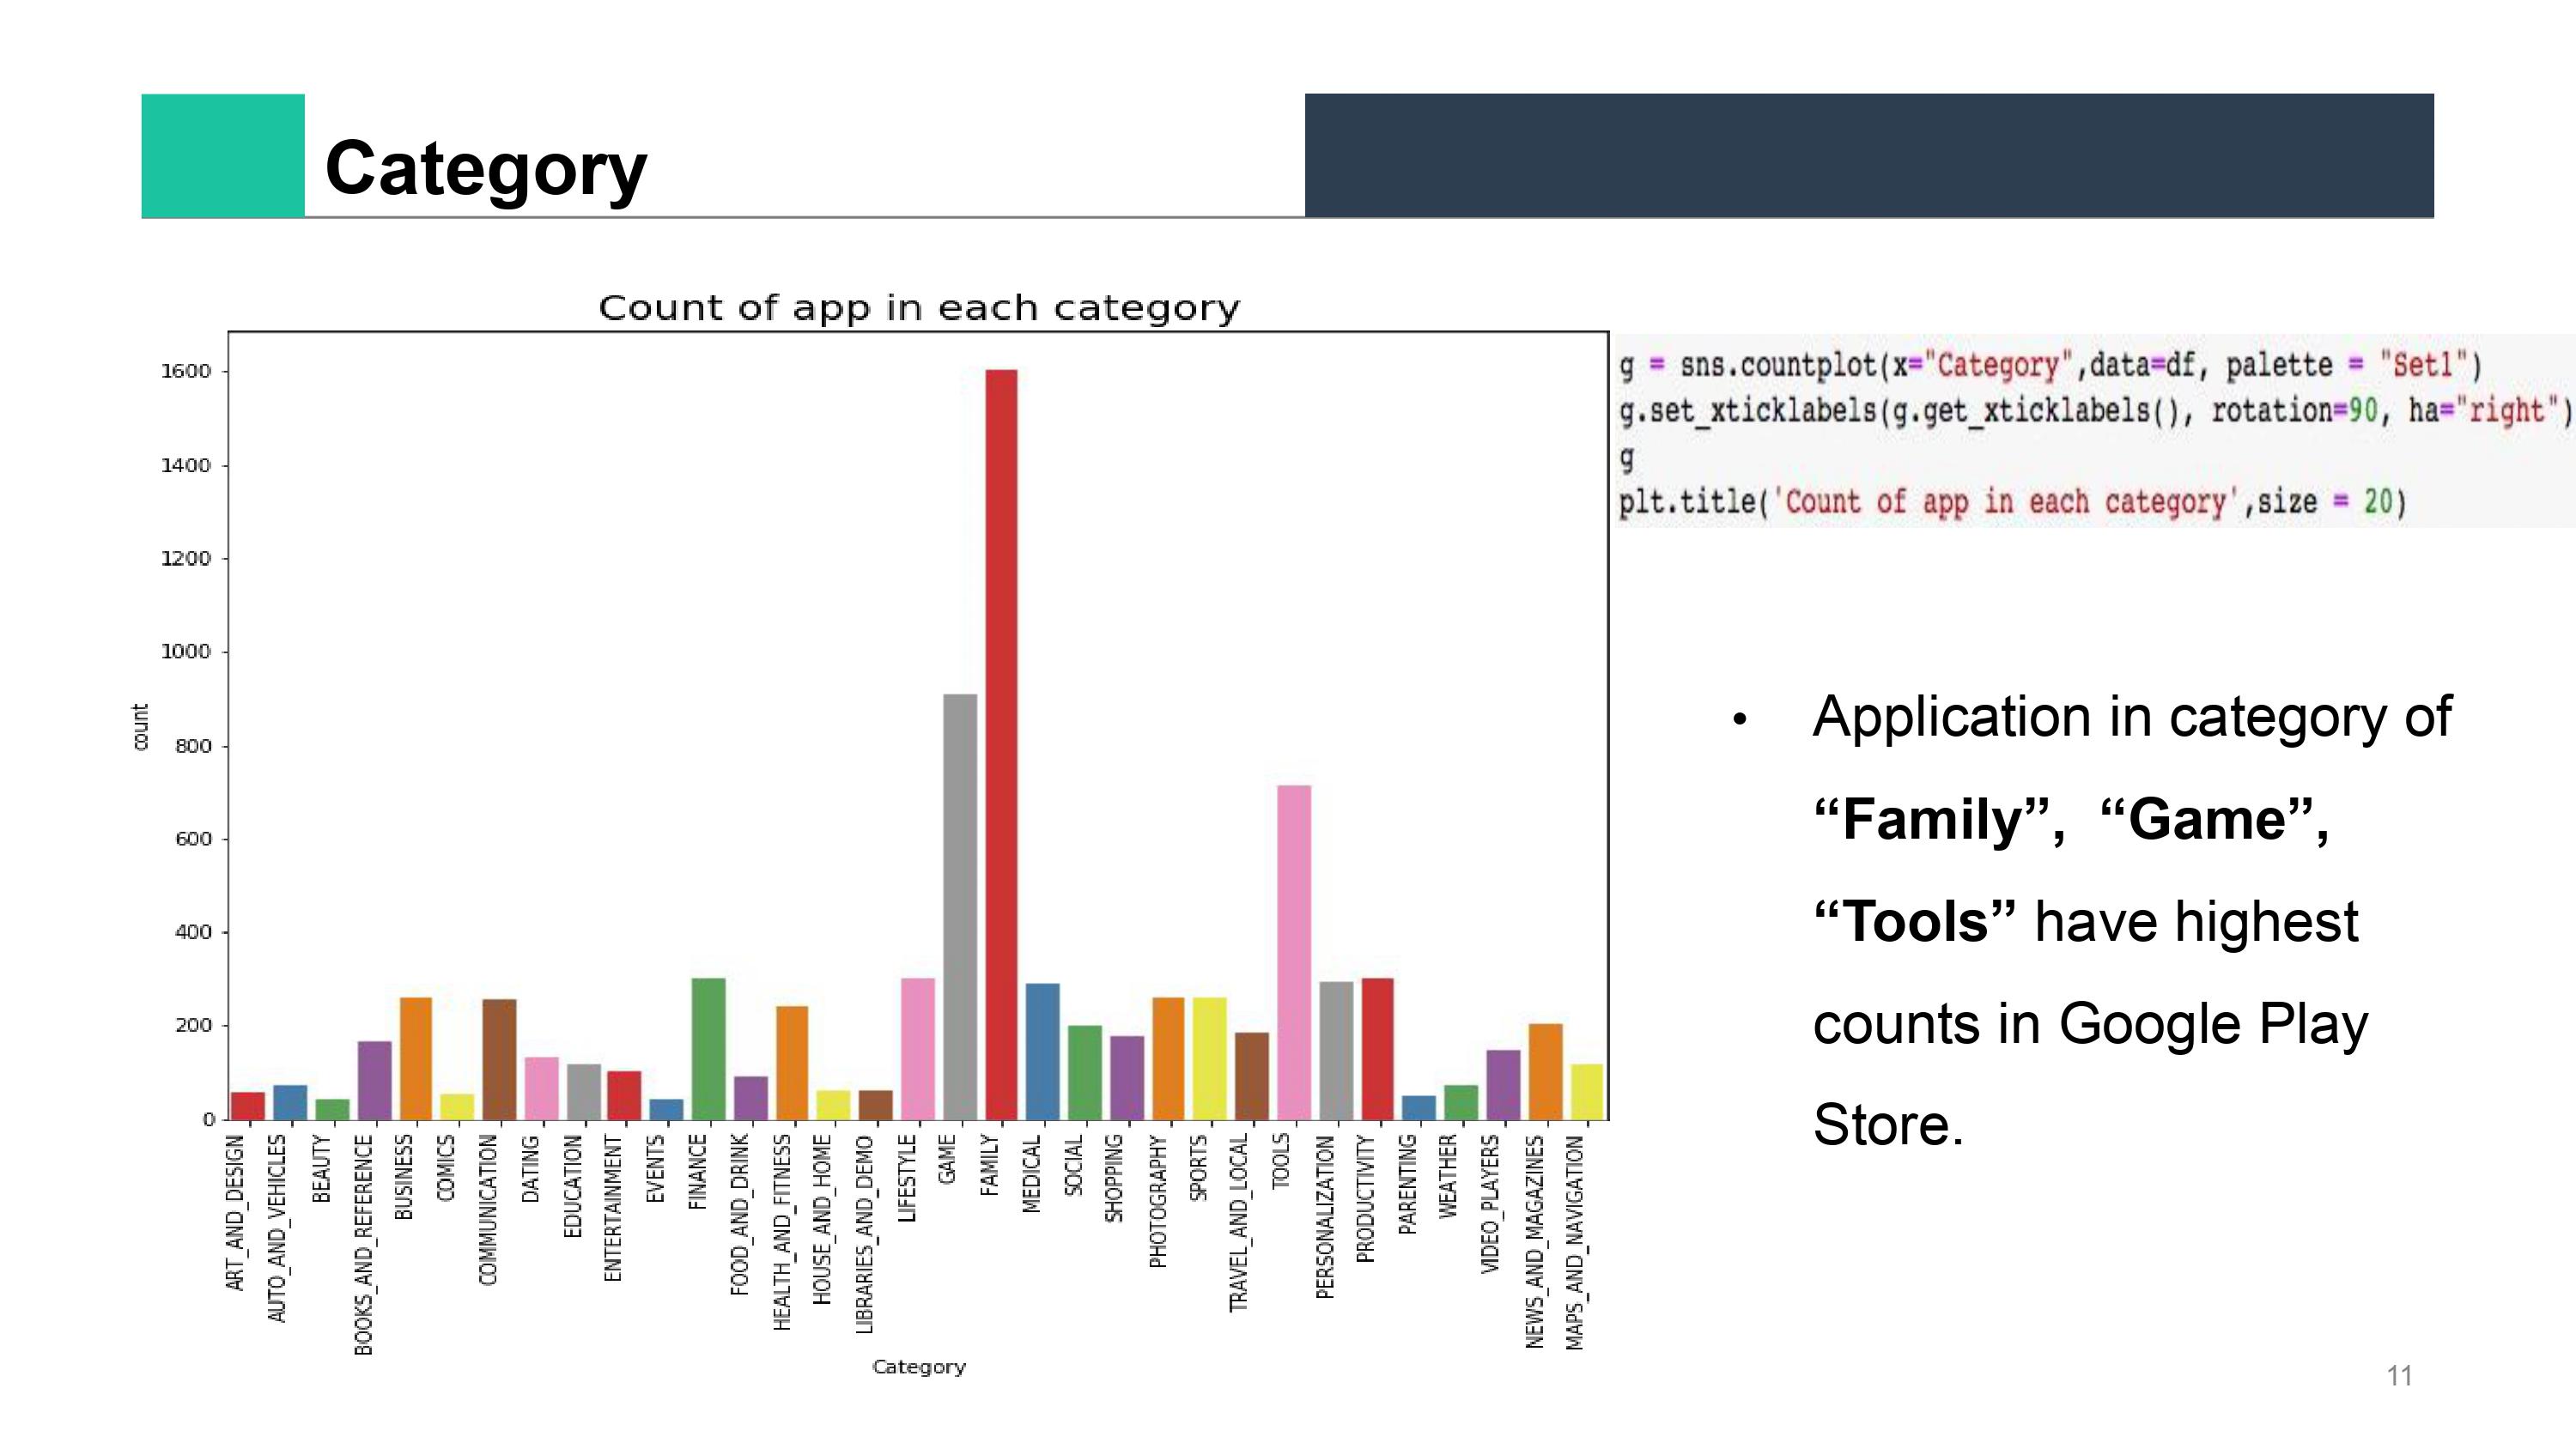 Category
Count of app in each category
1600
1400
1200
1000
800
600
400
200
0
count
ART_AND_DESIGN
AUTO_AND_VEHICLES
BEAUTY
BOOKS_AND_REFERENCE
BUSINESS
COMICS
COMMUNICATION
DATING
EDUCATION
ENTERTAINMENT
EVENTS
FINANCE
FOOD_AND_DRINK
HEALTH_AND_FITNESS
HOUSE_AND_HOME
LIBRARIES_AND_DEMO
LIFESTYLE
GAME
FAMILY
MEDICAL
SOCIAL
SHOPPING
PHOTOGRAPHY
SPORTS
TRAVEL_AND_LOCAL
TOOLS
PERSONALIZATION
PRODUCTIVITY
PARENTING
WEATHER
VIDEO_PLAYERS
NEWS_AND_MAGAZINES
MAPS_AND_NAVIGATION
Category
g = sns.countplot(x="Category",data=df, palette = "Set1")
g.set_xticklabels(g.get_xticklabels(), rotation=90, ha="right")
g
plt.title('Count of app in each category',size = 20)
• Application in category of
“Family”, “Game”,
“Tools” have highest
counts in Google Play
Store.
11